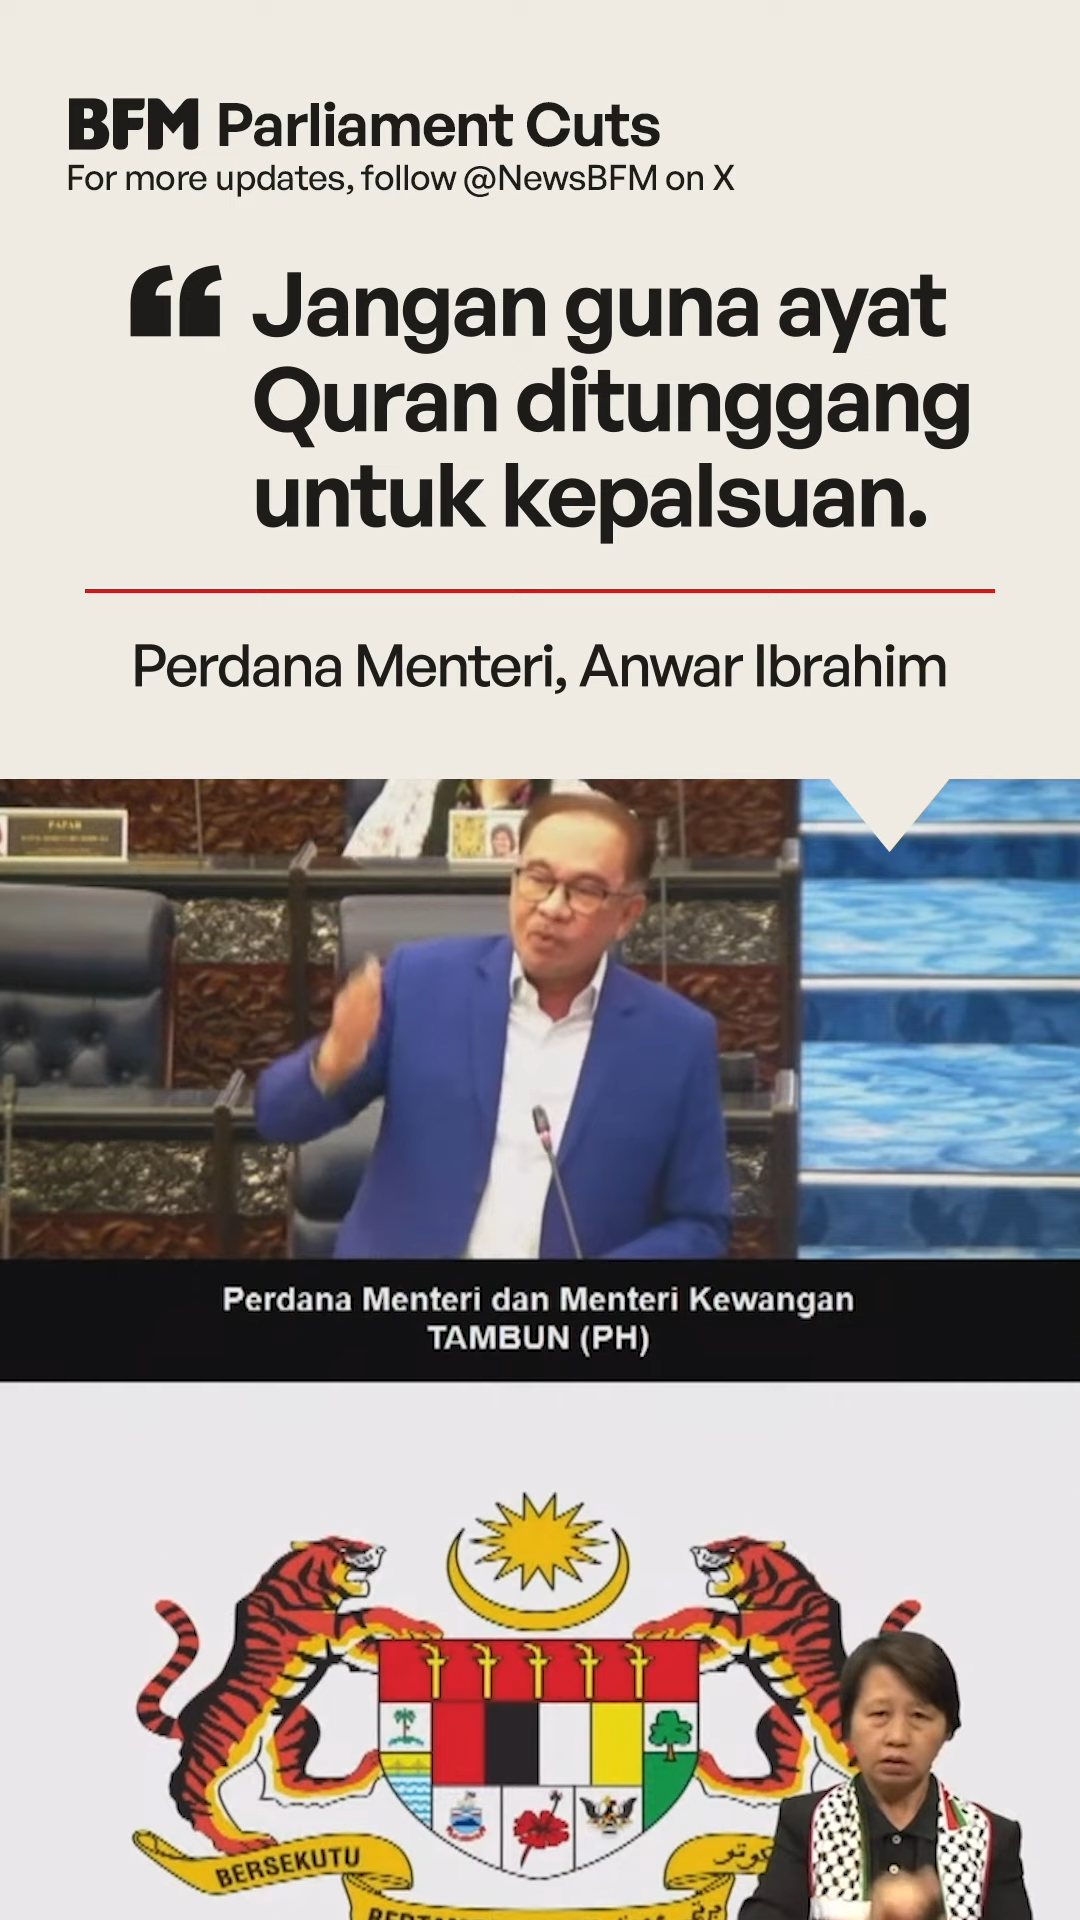 BFM Parliament Cuts
For more updates, follow @NewsBFM on X
“ Jangan guna ayat
Quran ditunggang
untuk kepalsuan.
Perdana Menteri, Anwar Ibrahim
PAPAR
Perdana Menteri dan Menteri Kewangan
TAMBUN (PH)
BERSEKUTU